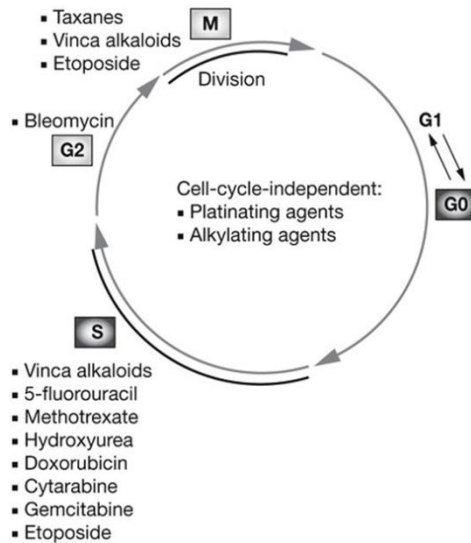 ▪ Taxanes
▪ Vinca alkaloids
▪ Etoposide
M
Division
▪ Bleomycin
G2
G1
G0
Cell-cycle-independent:
▪ Platinating agents
▪ Alkylating agents
S
▪ Vinca alkaloids
▪ 5-fluorouracil
▪ Methotrexate
▪ Hydroxyurea
▪ Doxorubicin
▪ Cytarabine
▪ Gemcitabine
▪ Etoposide